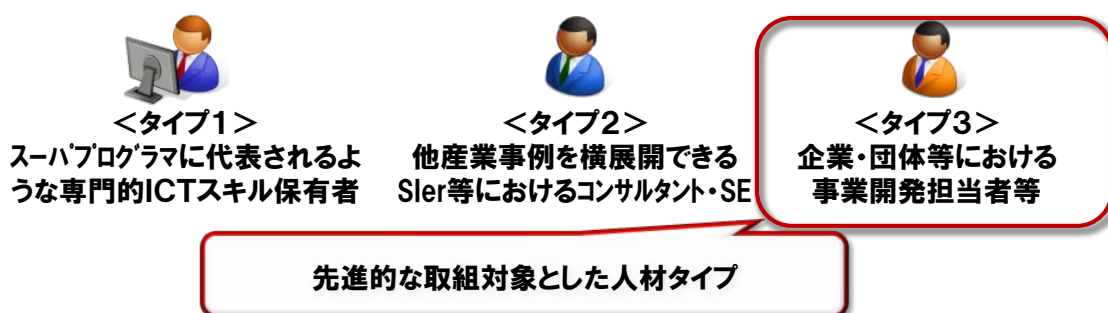 ＜タイプ1＞
スーパプログラマに代表されるよ
うな専門的ICTスキル保有者
＜タイプ2＞
他産業事例を横展開できる
SIer等におけるコンサルタント・SE
＜タイプ3＞
企業・団体等における
事業開発担当者等
先進的な取組対象とした人材タイプ